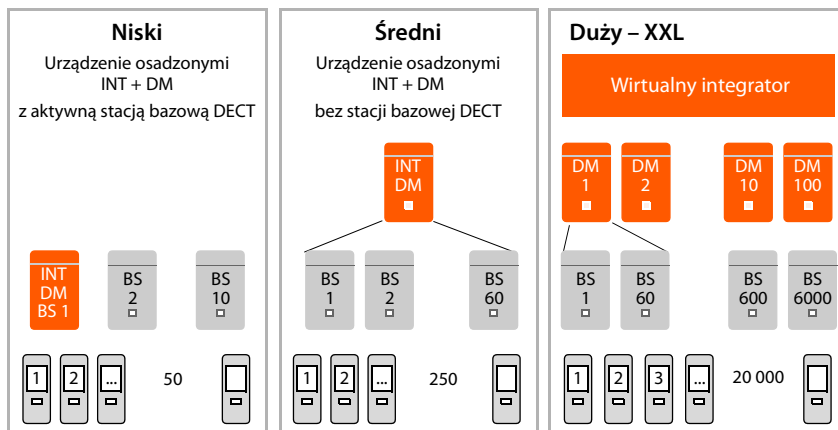 Niski
Urządzenie osadzonymi
INT + DM
z aktywną stacją bazową DECT
INT
DM
BS 1
BS
2
BS
10
1
2
...
50
Średni
Urządzenie osadzonymi
INT + DM
bez stacji bazowej DECT
INT
DM
BS
1
BS
2
BS
60
1
2
...
250
Duży – XXL
Wirtualny integrator
DM
1
DM
2
DM
10
DM
100
BS
1
BS
60
BS
600
BS
6000
1
2
3
...
20 000